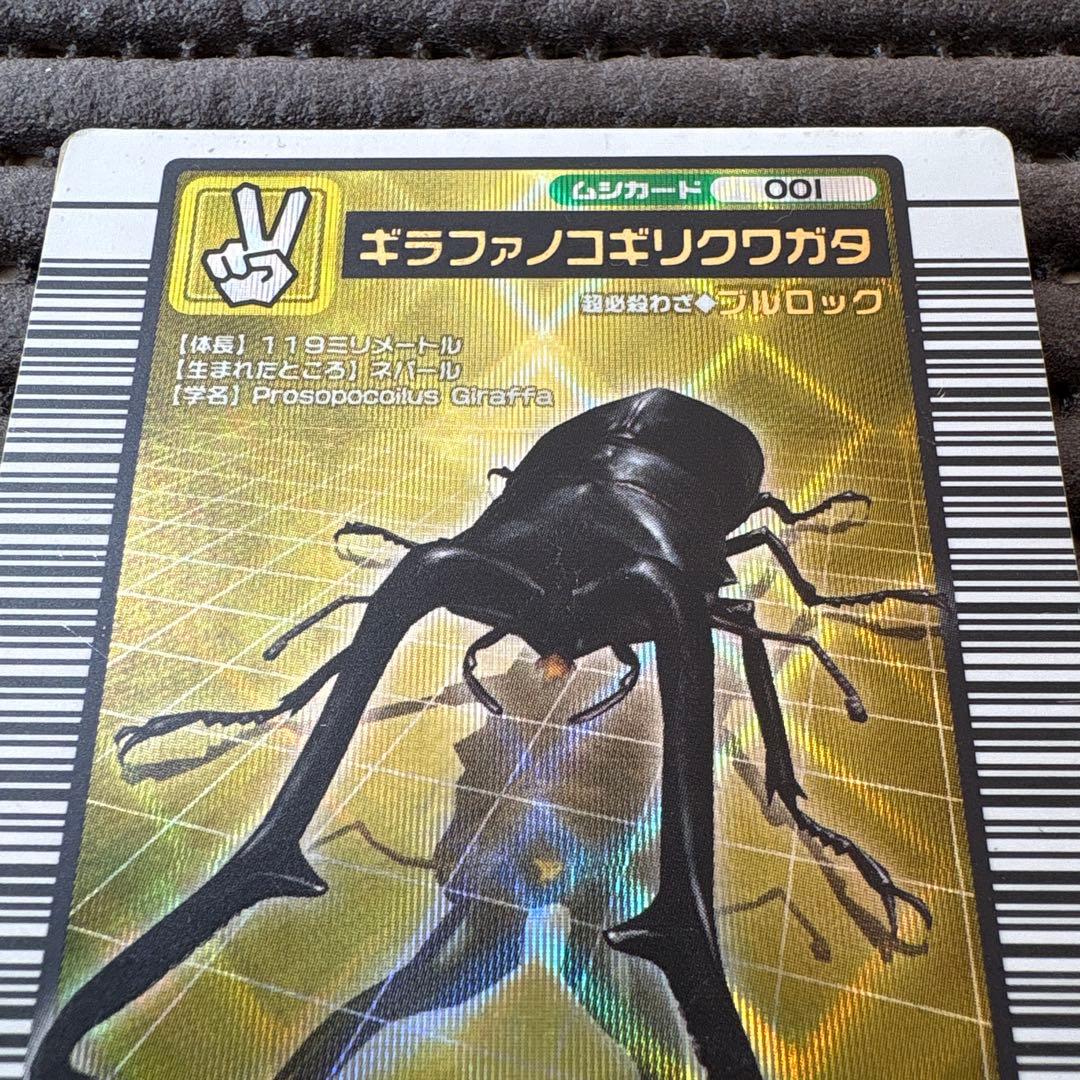 ムシカード 001
ギラファノコギリクワガタ
超必殺わざ◆ブルロック
【体長】119ミリメートル
【生まれたところ】ネパール
【学名】Prosopocoilus Giraffa